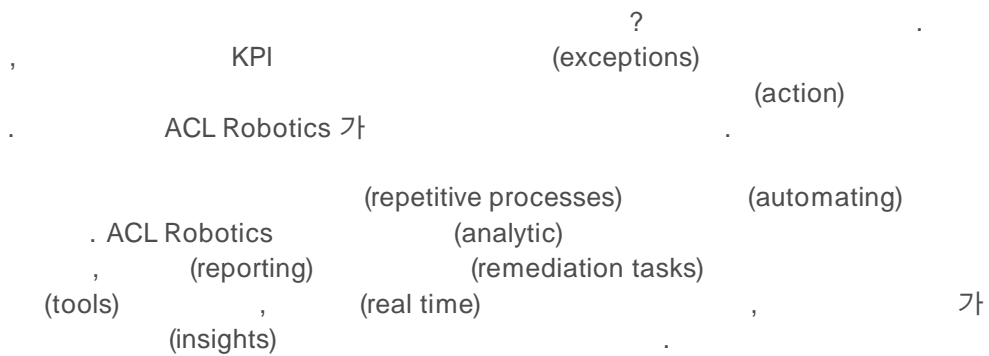 ?                    .
,                    KPI                    (exceptions)
(action)
.          ACL Robotics 가                    .
(repetitive processes)          (automating)
. ACL Robotics          (analytic)
,          (reporting)          (remediation tasks)
(tools)          ,          (real time)          ,          가
(insights)                    .